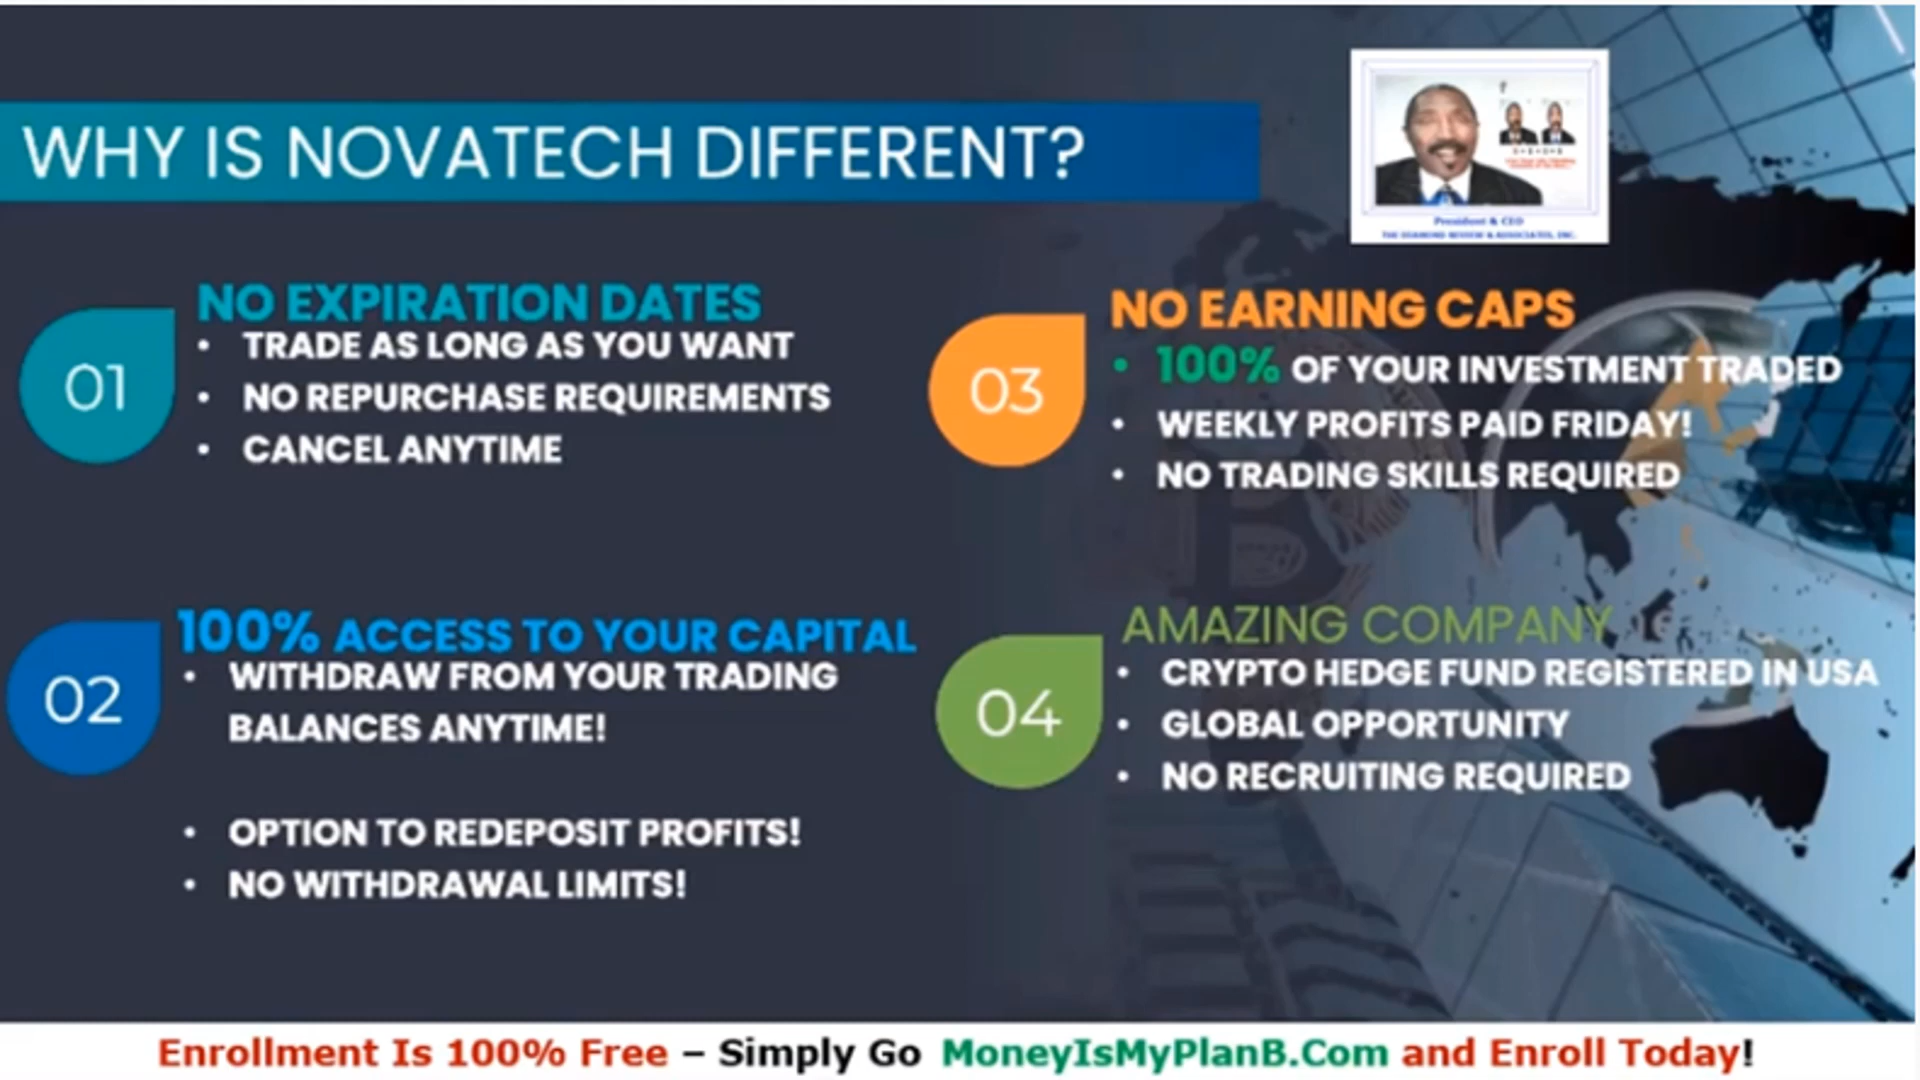 WHY IS NOVATECH DIFFERENT?
President & CEO
01
NO EXPIRATION DATES
• TRADE AS LONG AS YOU WANT
• NO REPURCHASE REQUIREMENTS
• CANCEL ANYTIME
02
100% ACCESS TO YOUR CAPITAL
• WITHDRAW FROM YOUR TRADING
BALANCES ANYTIME!
• OPTION TO REDEPOSIT PROFITS!
• NO WITHDRAWAL LIMITS!
03
NO EARNING CAPS
• 100% OF YOUR INVESTMENT TRADED
• WEEKLY PROFITS PAID FRIDAY!
• NO TRADING SKILLS REQUIRED
04
AMAZING COMPANY
• CRYPTO HEDGE FUND REGISTERED IN USA
• GLOBAL OPPORTUNITY
• NO RECRUITING REQUIRED
Enrollment Is 100% Free – Simply Go MoneyIsMyPlanB.Com and Enroll Today!